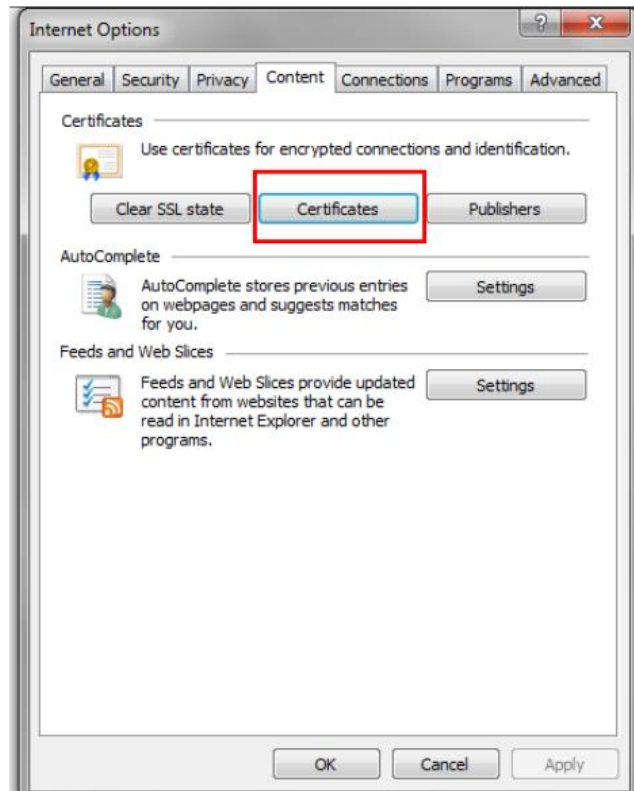 Internet Options
General Security Privacy Content Connections Programs Advanced
Certificates
Use certificates for encrypted connections and identification.
Clear SSL state Certificates Publishers
AutoComplete
AutoComplete stores previous entries
on webpages and suggests matches
for you.
Settings
Feeds and Web Slices
Feeds and Web Slices provide updated
content from websites that can be
read in Internet Explorer and other
programs.
Settings
OK Cancel Apply